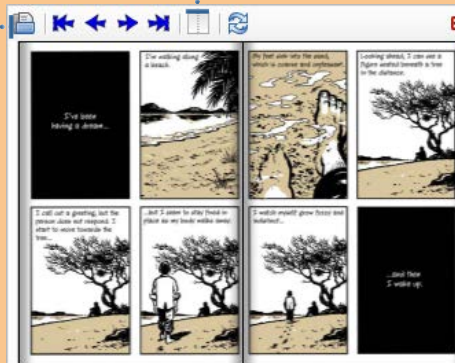 I've been
having a dream...
I'm walking along
a beach.
My feet sink into the sand,
which is coarse and unpleasant.
Looking ahead, I can see a
figure seated beneath a tree
in the distance.
I call out a greeting, but the
person does not respond. I
start to move towards the
tree...
...but I seem to stay fixed in
place as my body walks away.
I watch myself grow fuzzy and
indistinct...
...and then
I wake up.